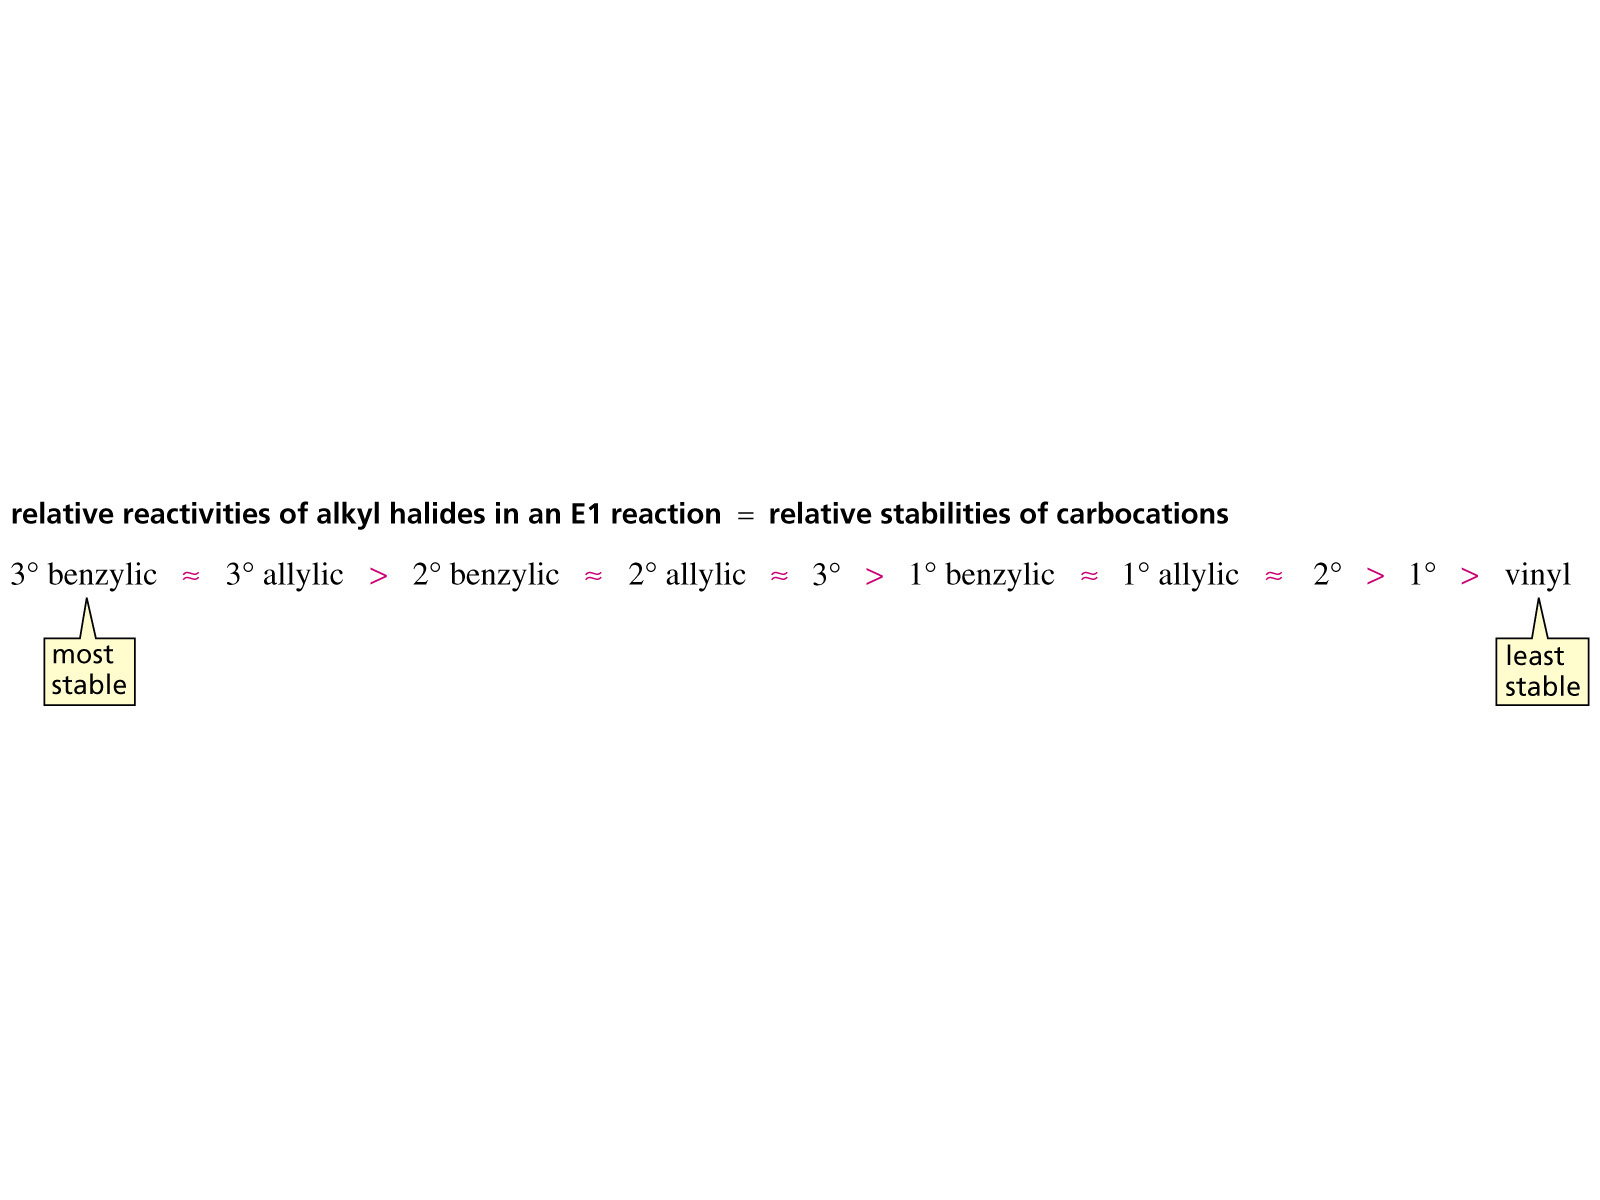 relative reactivities of alkyl halides in an E1 reaction = relative stabilities of carbocations
3° benzylic ≈ 3° allylic > 2° benzylic ≈ 2° allylic ≈ 3° > 1° benzylic ≈ 1° allylic ≈ 2° > 1° > vinyl
most
stable
least
stable